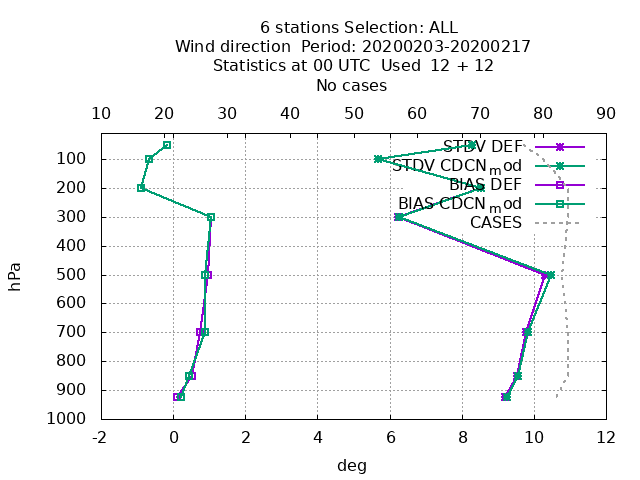 6 stations Selection: ALL
Wind direction  Period: 20200203-20200217
Statistics at 00 UTC  Used  12 + 12
No cases
10 20 30 40 50 60 70 80 90
STDV DEF
STDV CDCN_mod
BIAS DEF
BIAS CDCN_mod
CASES
100
200
300
400
500
600
700
800
900
1000
hPa
-2 0 2 4 6 8 10 12
deg